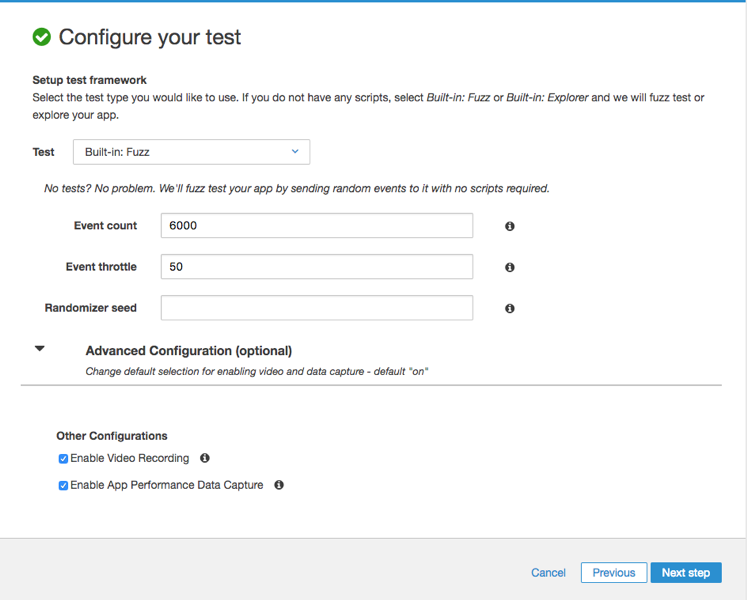 Configure your test
Setup test framework
Select the test type you would like to use. If you do not have any scripts, select Built-in: Fuzz or Built-in: Explorer and we will fuzz test or
explore your app.
Test Built-in: Fuzz
No tests? No problem. We'll fuzz test your app by sending random events to it with no scripts required.
Event count 6000
Event throttle 50
Randomizer seed
Advanced Configuration (optional)
Change default selection for enabling video and data capture - default "on"
Other Configurations
Enable Video Recording
Enable App Performance Data Capture
Cancel Previous Next step